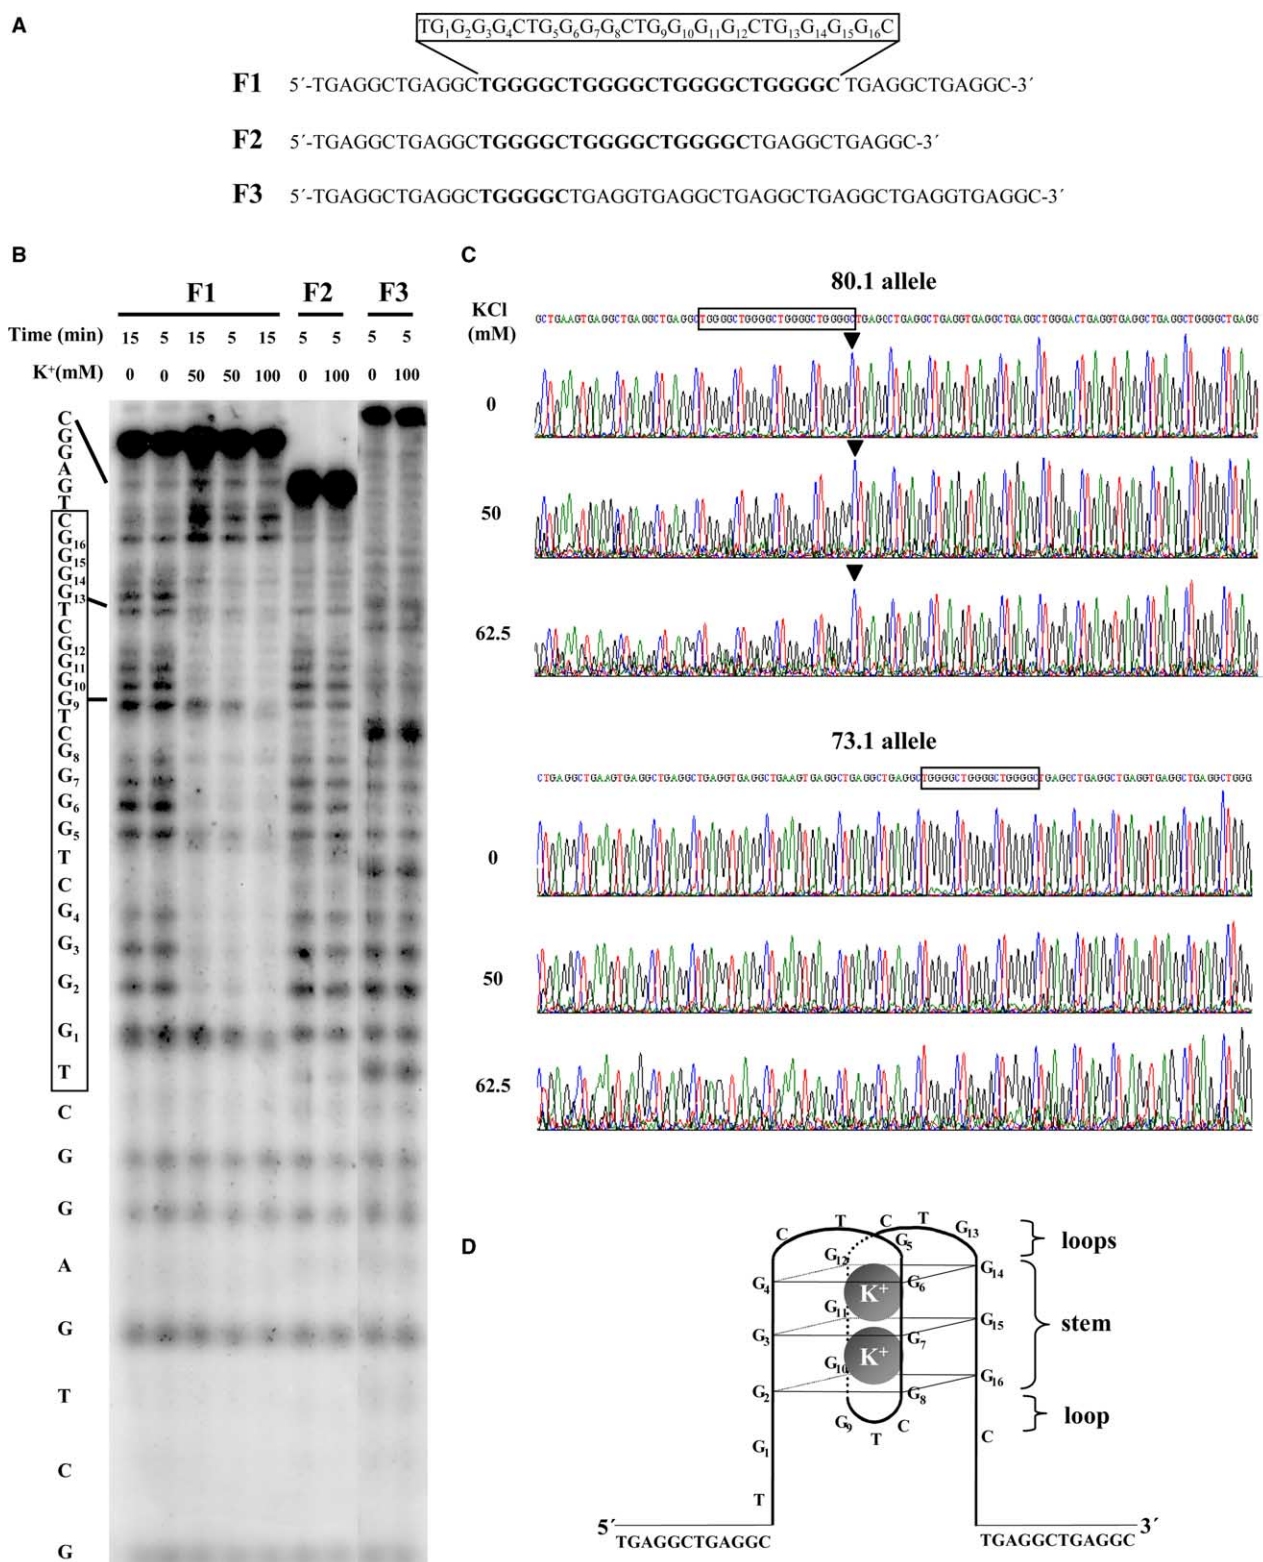 A
TG₁G₂G₃G₄CTG₅G₆G₇G₈CTG₉G₁₀G₁₁G₁₂CTG₁₃G₁₄G₁₅G₁₆C
F1 5´-TGAGGCTGAGGCTGGGGCTGGGGCTGGGGCTGGGGC TGAGGCTGAGGC-3´
F2 5´-TGAGGCTGAGGCTGGGGCTGGGGCTGGGGCTGAGGCTGAGGC-3´
F3 5´-TGAGGCTGAGGCTGGGGCTGAGGTGAGGCTGAGGCTGAGGCTGAGGTGAGGC-3´
B
F1 F2 F3
Time (min) 15 5 15 5 15 5 5 5 5
K⁺(mM) 0 0 50 50 100 0 100 0 100
C
G
G
A
G
T
C
G₁₆
G₁₅
G₁₄
G₁₃
T
C
G₁₂
G₁₁
G₁₀
G₉
T
C
G₈
G₇
G₆
G₅
T
C
G₄
G₃
G₂
G₁
T
C
G
G
A
G
T
C
G
C
80.1 allele
KCl
(mM)
GCTGAAGTGAGGCTGAGGCTGAGGCTGGGGCTGGGGCTGGGGCTGGGGCTGAGCCTGAGGCTGAGGTGAGGCTGAGGCTGGGACTGAGGTGAGGCTGAGGCTGGGGCTGAGG
0
50
62.5
73.1 allele
CTGAGGCTGAAGTGAGGCTGAGGCTGAGGTGAGGCTGAAGTGAGGCTGAGGCTGAGGCTGGGGCTGGGGCTGGGGCTGAGCCTGAGGCTGAGGTGAGGCTGAGGCTGGG
0
50
62.5
D
C T C T G₁₃
G₅
loops
G₁₂
G₄ K⁺ G₆ G₁₄
G₁₁
G₃ G₇ G₁₅
stem
K⁺
G₁₀
G₂ G₈ G₁₆
G₉ T C
loop
G₁ C
T
5´ 3´
TGAGGCTGAGGC TGAGGCTGAGGC